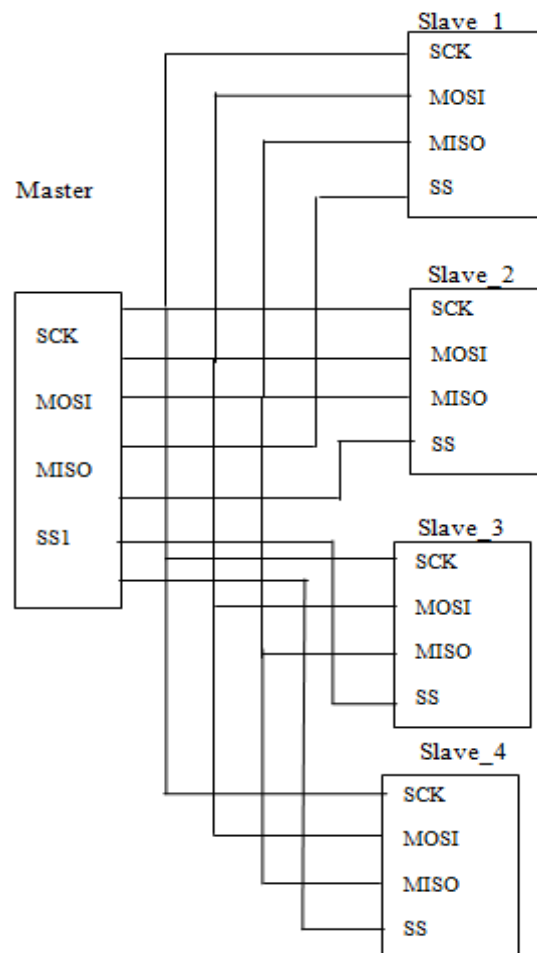 Slave_1
SCK
MOSI
MISO
SS
Master
SCK
MOSI
MISO
SS1
Slave_2
SCK
MOSI
MISO
SS
Slave_3
SCK
MOSI
MISO
SS
Slave_4
SCK
MOSI
MISO
SS